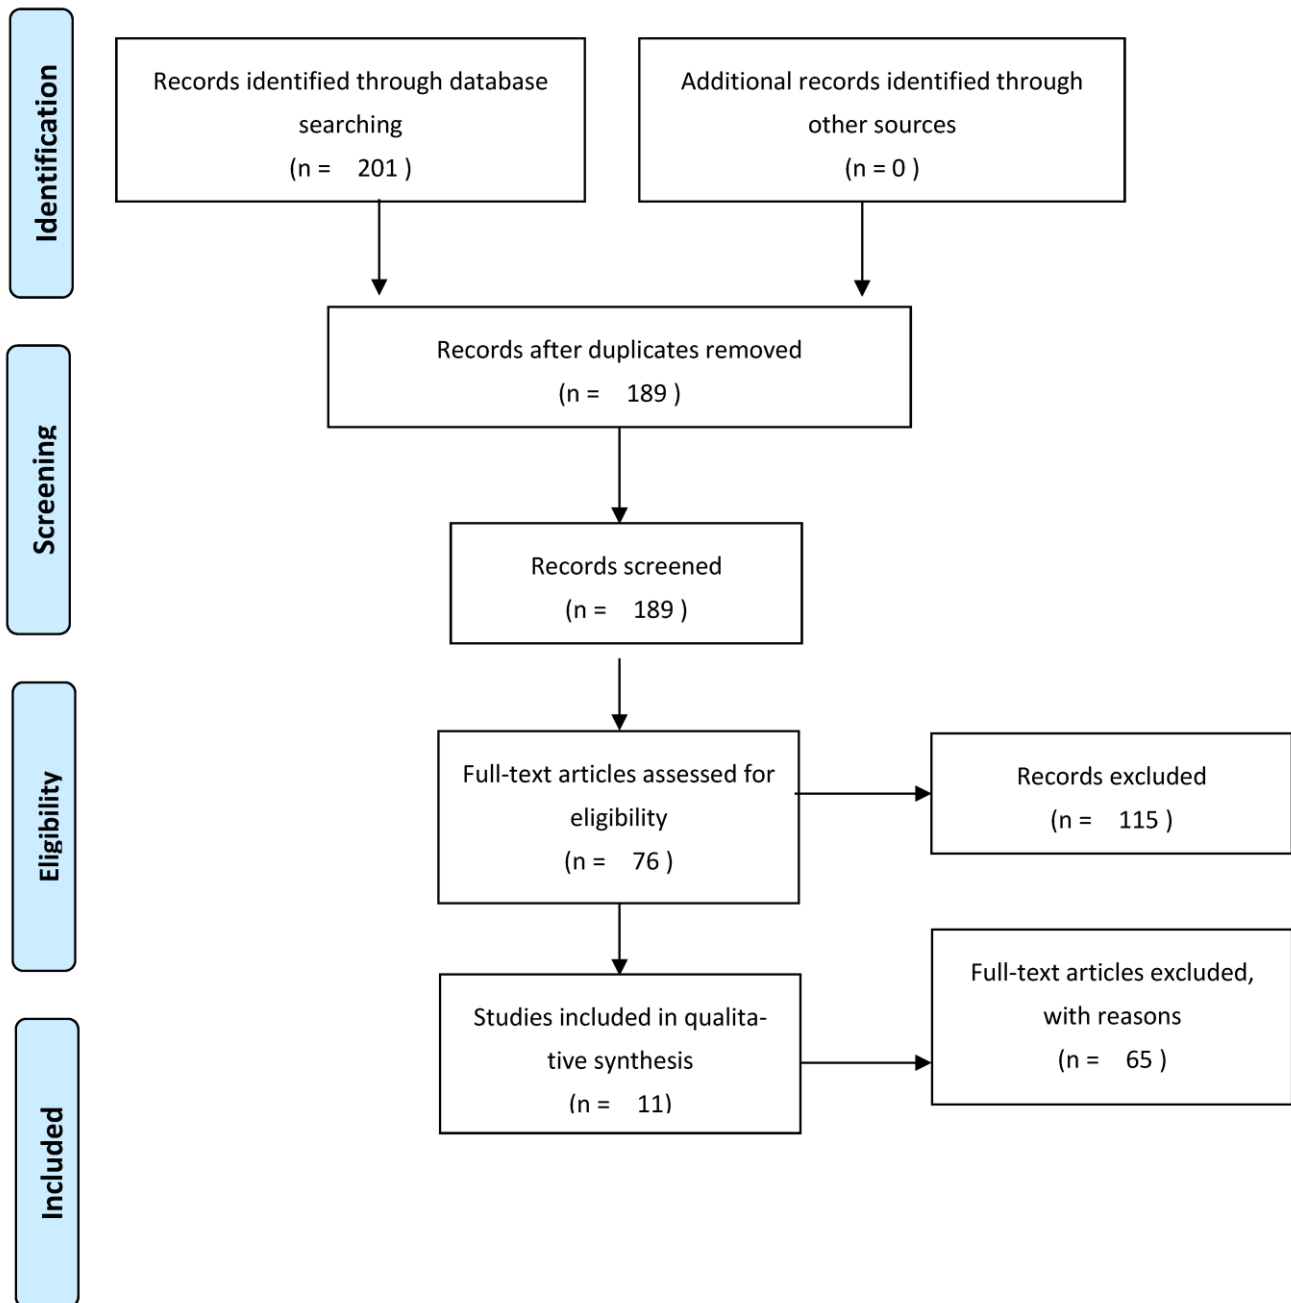 Identification
Records identified through database
searching
(n = 201 )
Additional records identified through
other sources
(n = 0 )
Screening
Records after duplicates removed
(n = 189 )
Records screened
(n = 189 )
Eligibility
Full-text articles assessed for
eligibility
(n = 76 )
Records excluded
(n = 115 )
Included
Studies included in qualita-
tive synthesis
(n = 11)
Full-text articles excluded,
with reasons
(n = 65 )